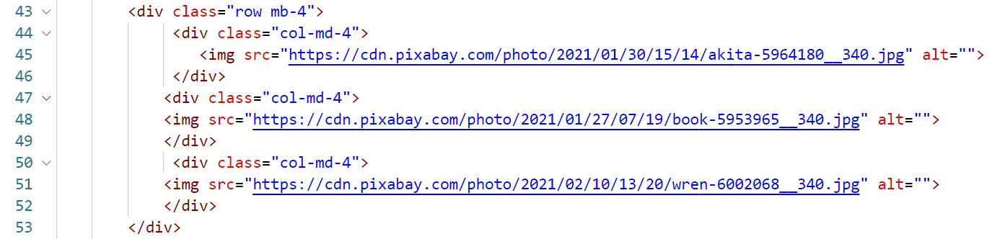 43 <div class="row mb-4">
44 <div class="col-md-4">
45 <img src="https://cdn.pixabay.com/photo/2021/01/30/15/14/akita-5964180__340.jpg" alt="">
46 </div>
47 <div class="col-md-4">
48 <img src="https://cdn.pixabay.com/photo/2021/01/27/07/19/book-5953965__340.jpg" alt="">
49 </div>
50 <div class="col-md-4">
51 <img src="https://cdn.pixabay.com/photo/2021/02/10/13/20/wren-6002068__340.jpg" alt="">
52 </div>
53 </div>